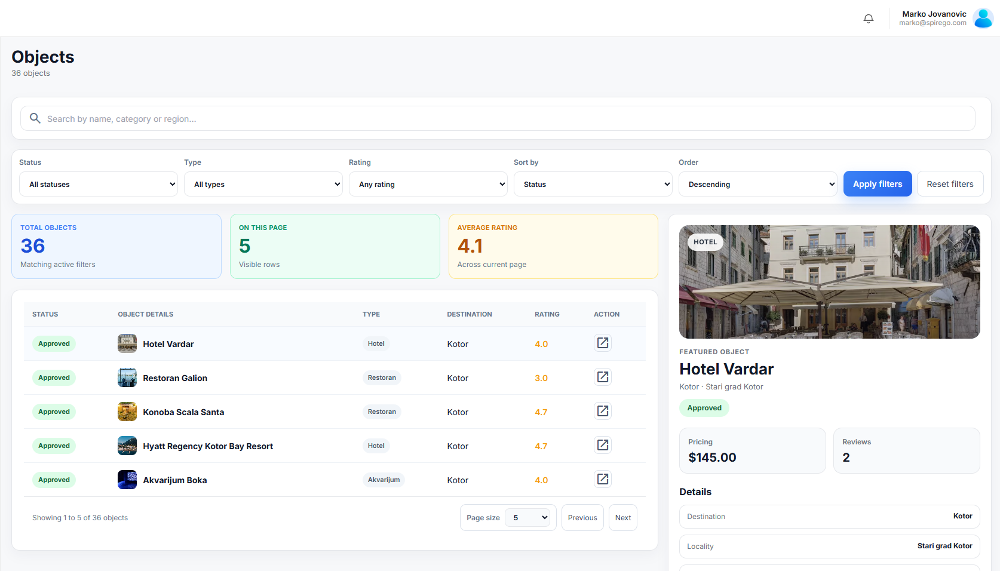 Marko Jovanovic
marko@spirego.com
Objects
36 objects
Search by name, category or region...
Status
Type
Rating
Sort by
Order
All statuses
All types
Any rating
Status
Descending
Apply filters
Reset filters
TOTAL OBJECTS
36
Matching active filters
ON THIS PAGE
5
Visible rows
AVERAGE RATING
4.1
Across current page
STATUS OBJECT DETAILS TYPE DESTINATION RATING ACTION
Approved Hotel Vardar Hotel Kotor 4.0
Approved Restoran Galion Restoran Kotor 3.0
Approved Konoba Scala Santa Restoran Kotor 4.7
Approved Hyatt Regency Kotor Bay Resort Hotel Kotor 4.7
Approved Akvarijum Boka Akvarijum Kotor 4.0
Showing 1 to 5 of 36 objects
Page size 5
Previous
Next
HOTEL
FEATURED OBJECT
Hotel Vardar
Kotor · Stari grad Kotor
Approved
Pricing
$145.00
Reviews
2
Details
Destination Kotor
Locality Stari grad Kotor